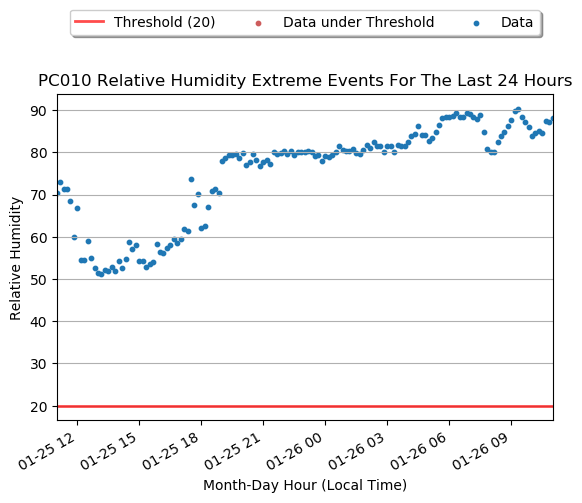 Threshold (20) Data under Threshold Data
PC010 Relative Humidity Extreme Events For The Last 24 Hours
90
80
70
60
50
40
30
20
Relative Humidity
01-25 12 01-25 15 01-25 18 01-25 21 01-26 00 01-26 03 01-26 06 01-26 09
Month-Day Hour (Local Time)